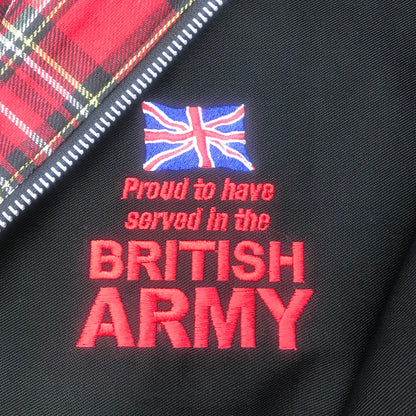 Proud to have
served in the
BRITISH
ARMY